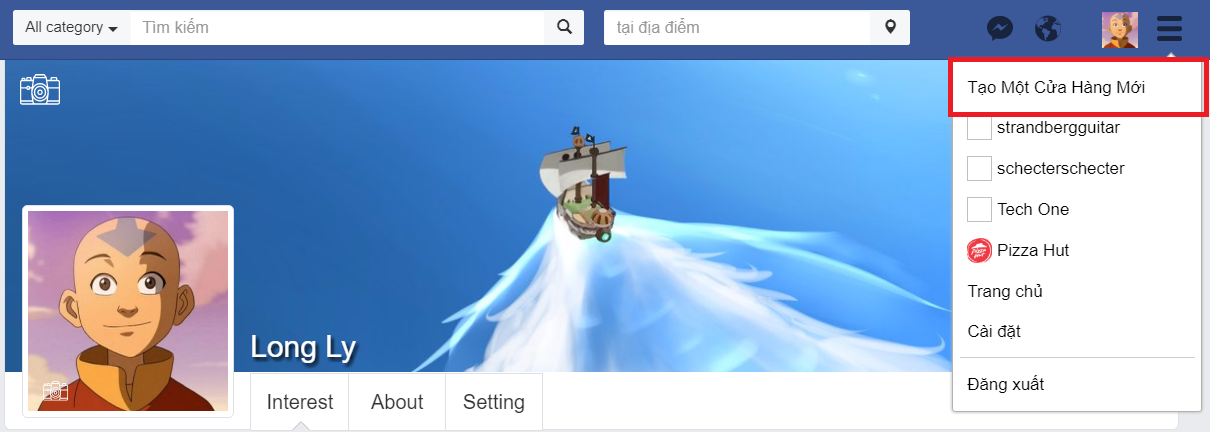 All category
Tìm kiếm
tại địa điểm
Tạo Một Cửa Hàng Mới
strandbergguitar
schecterschecter
Tech One
Pizza Hut
Trang chủ
Cài đặt
Đăng xuất
Long Ly
Interest
About
Setting